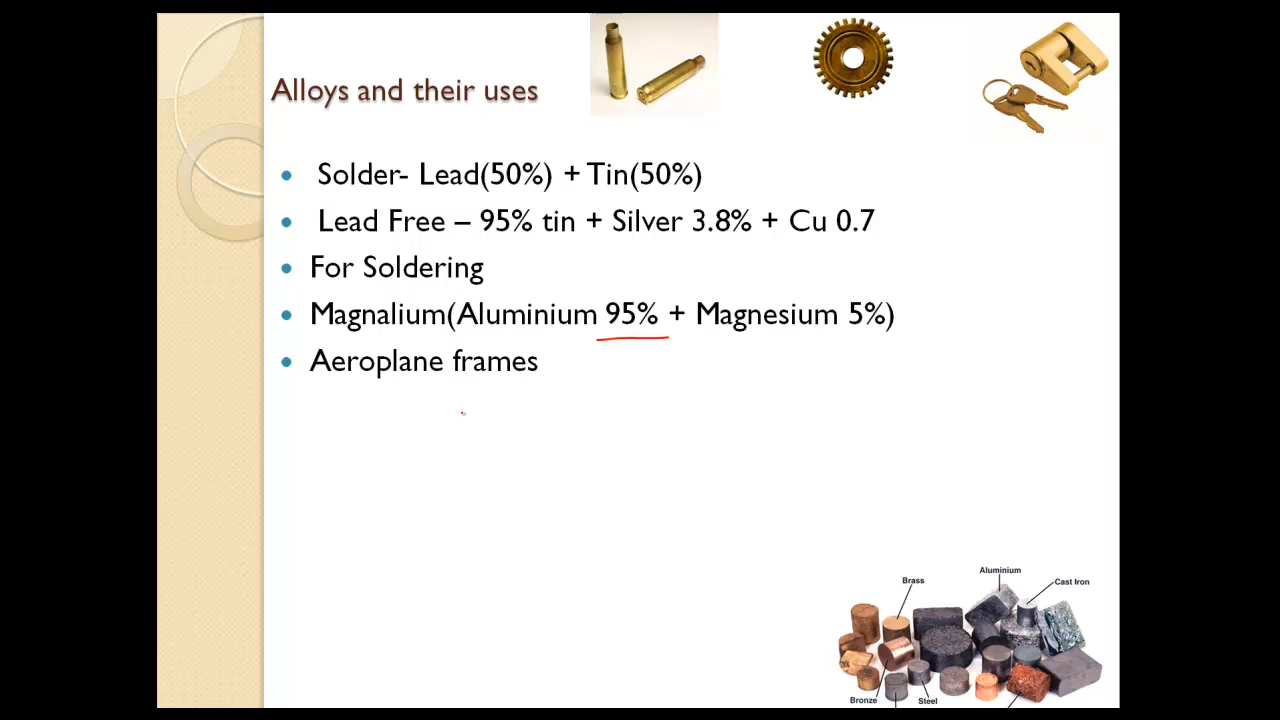 Alloys and their uses
Solder- Lead(50%) + Tin(50%)
Lead Free – 95% tin + Silver 3.8% + Cu 0.7
For Soldering
Magnalium(Aluminium 95% + Magnesium 5%)
Aeroplane frames
Aluminium
Brass
Cast Iron
Bronze
Steel